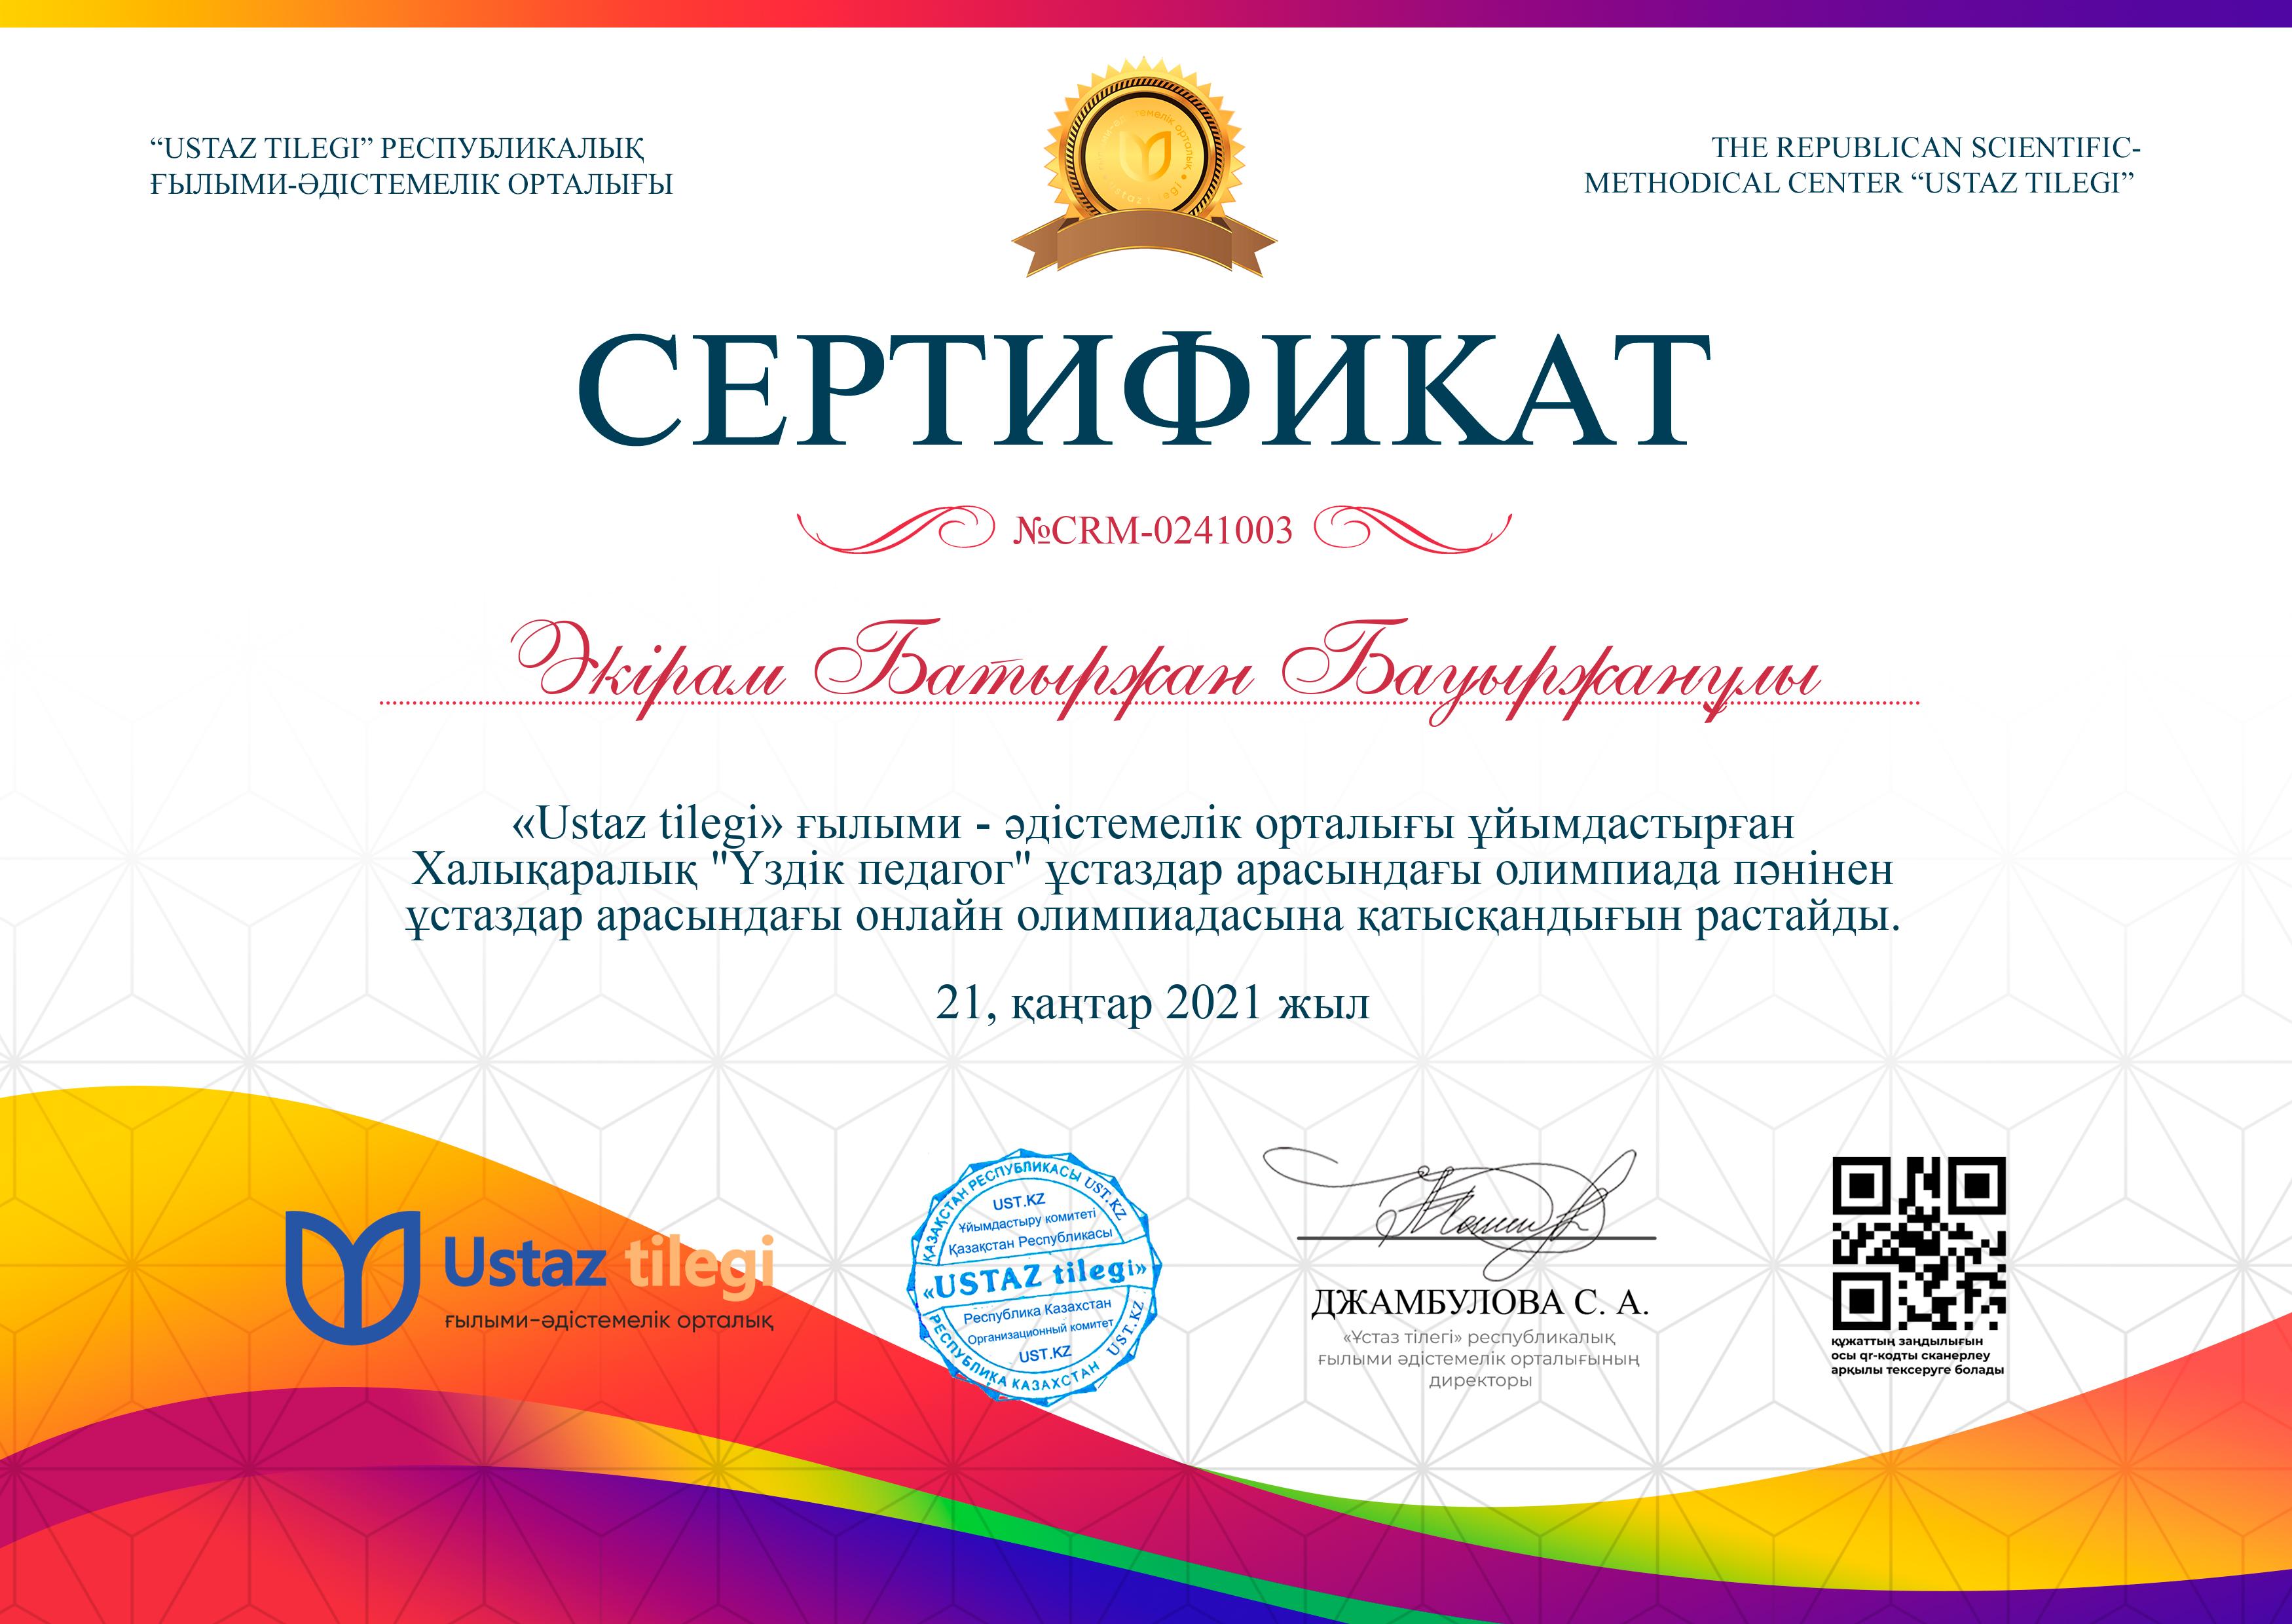 “USTAZ TILEGI” РЕСПУБЛИКАЛЫҚ
ҒЫЛЫМИ-ӘДІСТЕМЕЛІК ОРТАЛЫҒЫ
THE REPUBLICAN SCIENTIFIC-
METHODICAL CENTER “USTAZ TILEGI”
СЕРТИФИКАТ
№CRM-0241003
Әкірам Батыржан Бауыржанұлы
«Ustaz tilegi» ғылыми - әдістемелік орталығы ұйымдастырған
Халықаралық "Үздік педагог" ұстаздар арасындағы олимпиада пәнінен
ұстаздар арасындағы онлайн олимпиадасына қатысқандығын растайды.
21, қаңтар 2021 жыл
Ustaz tilegi
ғылыми-әдістемелік орталық
ҚАЗАҚСТАН РЕСПУБЛИКАСЫ UST.KZ
UST.KZ
Ұйымдастыру комитеті
Қазақстан Республикасы
«USTAZ tilegi»
Республика Казахстан
Организационный комитет
UST.KZ
РЕСПУБЛИКА КАЗАХСТАН UST.KZ
ДЖАМБУЛОВА С. А.
«Ұстаз тілегі» республикалық
ғылыми әдістемелік орталығының
директоры
құжаттың заңдылығын
осы qr-кодты сканерлеу
арқылы тексеруге болады